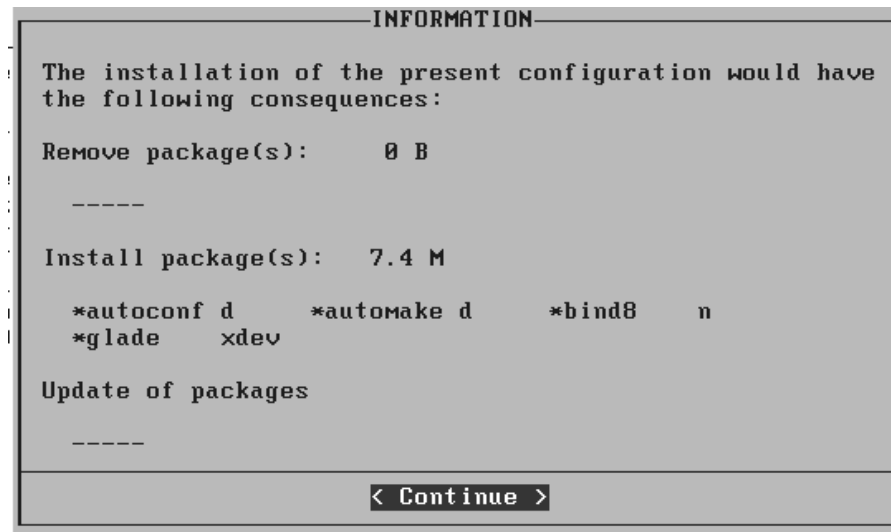 INFORMATION
The installation of the present configuration would have
the following consequences:
Remove package(s): 0 B
-----
Install package(s): 7.4 M
*autoconf d *automake d *bind8 n
*glade xdev
Update of packages
-----
< Continue >